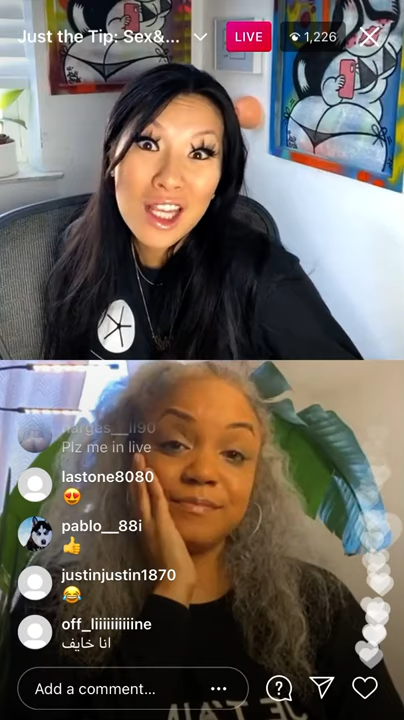 Just the Tip: Sex&...
LIVE
1,226
narges__ii90
Plz me in live
lastone8080
😍
pablo__88i
👍
justinjustin1870
😂
off_liiiiiiiiiine
انا خايف
Add a comment...